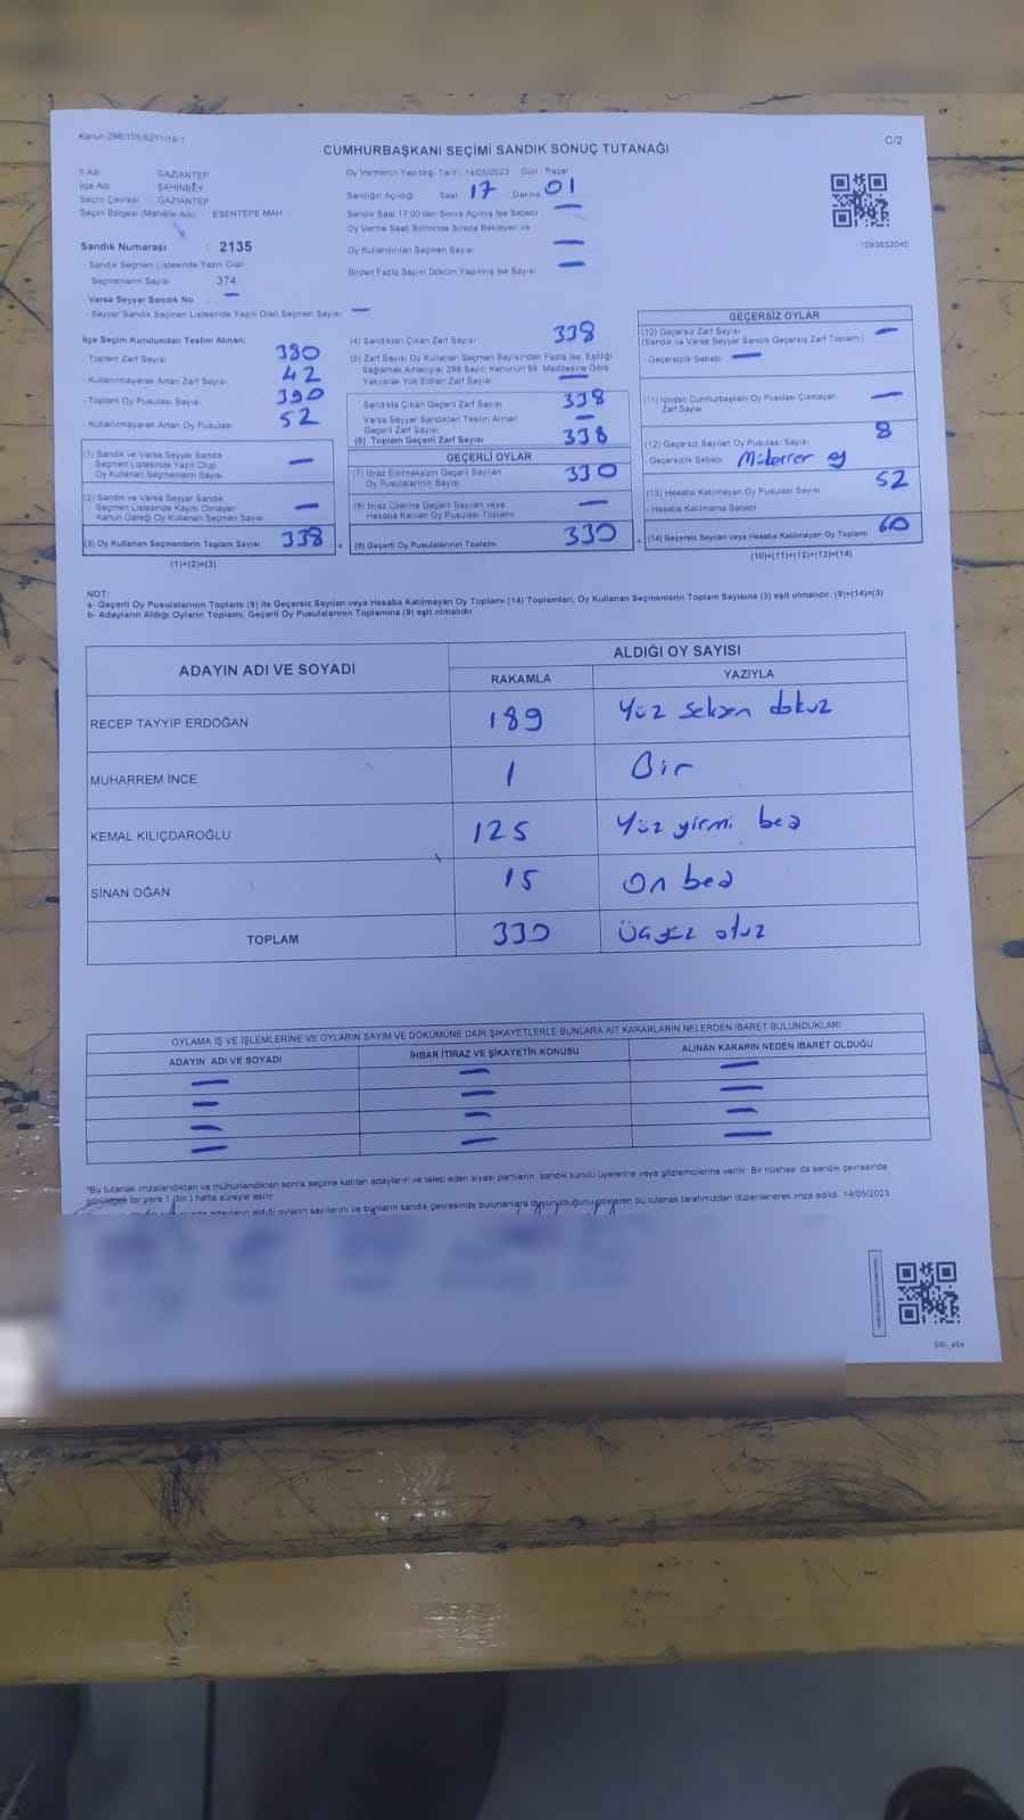 Kanun 298/105-6271/16-1
C/2
CUMHURBAŞKANI SEÇİMİ SANDIK SONUÇ TUTANAĞI
İl Adı GAZİANTEP
İlçe Adı ŞAHİNBEY
Seçim Çevresi GAZİANTEP
Seçim Bölgesi (Mahalle Adı) ESENTEPE MAH
Oy Vermenin Yapıldığı Tarih 14/05/2023 Gün Pazar
Sandığın Açıldığı Saat 17 Dakika 01
Sandık Saat 17.00'den Sonra Açılmış İse Sebebi —
Oy Verme Saati Bitiminde Sırada Bekleyen ve
Oy Kullandırılan Seçmen Sayısı —
Birden Fazla Sayım Döküm Yapılmış İse Sayısı —
1093832040
Sandık Numarası : 2135
Sandık Seçmen Listesinde Yazılı Olan
Seçmenlerin Sayısı 374
Varsa Seyyar Sandık No —
Seyyar Sandık Seçmen Listesinde Yazılı Olan Seçmen Sayısı —
İlçe Seçim Kurulundan Teslim Alınan
Toplam Zarf Sayısı 380
Kullanılmayarak Artan Zarf Sayısı 42
Toplam Oy Pusulası Sayısı 390
Kullanılmayarak Artan Oy Pusulası 52
(1) Sandık ve Varsa Seyyar Sandık
Seçmen Listesinde Yazılı Olup
Oy Kullanan Seçmenlerin Sayısı —
(2) Sandık ve Varsa Seyyar Sandık
Seçmen Listesinde Kaydı Olmayan
Kanun Gereği Oy Kullanan Seçmen Sayısı —
(3) Oy Kullanan Seçmenlerin Toplam Sayısı 338
(1)+(2)=(3)
(4) Sandıktan Çıkan Zarf Sayısı 338
(5) Zarf Sayısı Oy Kullanan Seçmen Sayısından Fazla İse, Eşitliği
Sağlamak Amacıyla; 298 Sayılı Kanunun 98. Maddesine Göre
Yakılarak Yok Edilen Zarf Sayısı —
Sandıkta Çıkan Geçerli Zarf Sayısı 338
Varsa Seyyar Sandıktan Teslim Alınan
Geçerli Zarf Sayısı —
(6) Toplam Geçerli Zarf Sayısı 338
GEÇERLİ OYLAR
(7) İtiraz Edilmeksizin Geçerli Sayılan
Oy Pusulalarının Sayısı 330
(8) İtiraz Üzerine Geçerli Sayılan veya
Hesaba Katılan Oy Pusulası Toplamı —
(9) Geçerli Oy Pusulalarının Toplamı 330
GEÇERSİZ OYLAR
(10) Geçersiz Zarf Sayısı
(Sandık ve Varsa Seyyar Sandık Geçersiz Zarf Toplamı) —
Geçersizlik Sebebi —
(11) İçinden Cumhurbaşkanı Oy Pusulası Çıkmayan
Zarf Sayısı —
(12) Geçersiz Sayılan Oy Pusulası Sayısı 8
Geçersizlik Sebebi Mükerrer oy
(13) Hesaba Katılmayan Oy Pusulası Sayısı 52
Hesaba Katılmama Sebebi
(14) Geçersiz Sayılan veya Hesaba Katılmayan Oy Toplamı 60
(10)+(11)+(12)+(13)=(14)
NOT:
a- Geçerli Oy Pusulalarının Toplamı (9) ile Geçersiz Sayılan veya Hesaba Katılmayan Oy Toplamı (14) Toplamları, Oy Kullanan Seçmenlerin Toplam Sayısına (3) eşit olmalıdır. (9)+(14)=(3)
b- Adayların Aldığı Oyların Toplamı, Geçerli Oy Pusulalarının Toplamına (9) eşit olmalıdır.
ADAYIN ADI VE SOYADI
ALDIĞI OY SAYISI
RAKAMLA YAZIYLA
RECEP TAYYİP ERDOĞAN 189 Yüz seksen dokuz
MUHARREM İNCE 1 Bir
KEMAL KILIÇDAROĞLU 125 Yüz yirmi beş
SİNAN OĞAN 15 On beş
TOPLAM 330 Üçyüz otuz
OYLAMA İŞ VE İŞLEMLERİNE VE OYLARIN SAYIM VE DÖKÜMÜNE DAİR ŞİKAYETLERLE BUNLARA AİT KARARLARIN NELERDEN İBARET BULUNDUKLARI
ADAYIN ADI VE SOYADI İHBAR İTİRAZ VE ŞİKAYETİN KONUSU ALINAN KARARIN NEDEN İBARET OLDUĞU
— — —
— — —
— — —
— — —
"Bu tutanak imzalandıktan ve mühürlendikten sonra seçime katılan adayların ve talep eden siyasi partilerin sandık kurulu üyelerine veya gözlemcilerine verilir. Bir nüshası da sandık çevresinde
görülecek bir yere 1 (bir) hafta süreyle asılır.
adayların aldığı oyların sayılarını ve bunların sandık çevresinde bulunanlara duyurulduğunu gösteren bu tutanak tarafımızdan düzenlenerek imza edildi. 14/05/2023